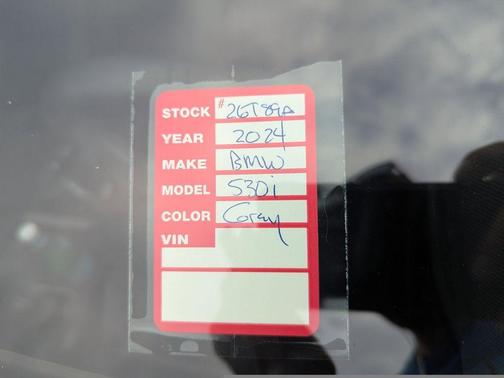 STOCK # 26T89A
YEAR 2024
MAKE BMW
MODEL 530i
COLOR Grey
VIN